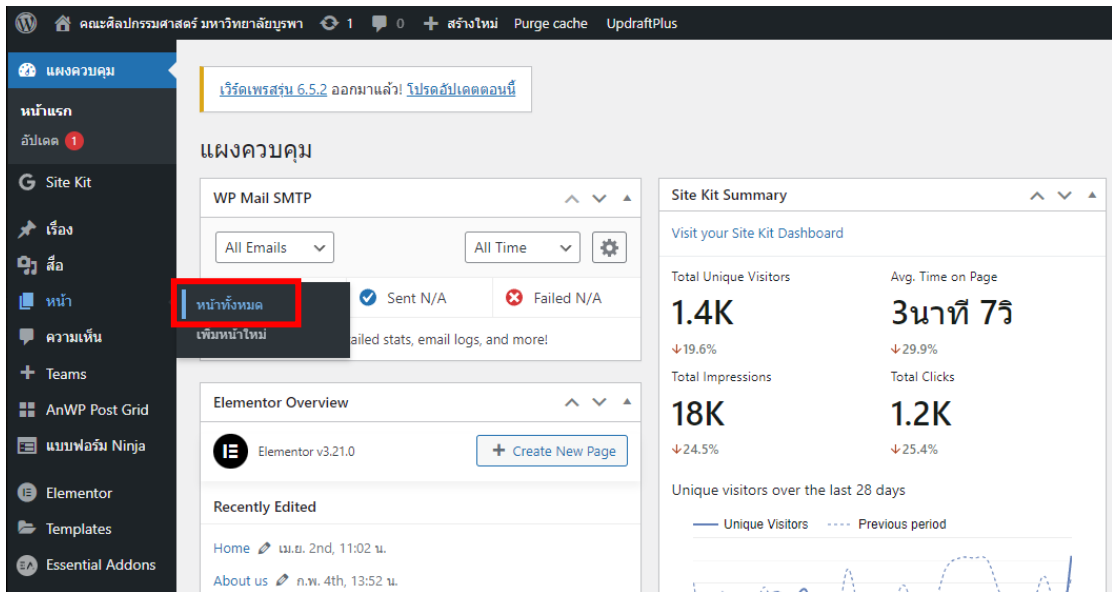 คณะศิลปกรรมศาสตร์ มหาวิทยาลัยบูรพา 1 0 สร้างใหม่ Purge cache UpdraftPlus
แผงควบคุม
หน้าแรก
อัปเดต 1
Site Kit
เรื่อง
สื่อ
หน้า
ความเห็น
Teams
AnWP Post Grid
แบบฟอร์ม Ninja
Elementor
Templates
Essential Addons
หน้าทั้งหมด
เพิ่มหน้าใหม่
เวิร์ดเพรสรุ่น 6.5.2 ออกมาแล้ว! โปรดอัปเดตตอนนี้
แผงควบคุม
WP Mail SMTP
All Emails All Time
Sent N/A Failed N/A
stats, email logs, and more!
Elementor Overview
Elementor v3.21.0 Create New Page
Recently Edited
Home เม.ย. 2nd, 11:02 น.
About us ก.พ. 4th, 13:52 น.
Site Kit Summary
Visit your Site Kit Dashboard
Total Unique Visitors Avg. Time on Page
1.4K 3นาที 7วิ
19.6% 29.9%
Total Impressions Total Clicks
18K 1.2K
24.5% 25.4%
Unique visitors over the last 28 days
Unique Visitors Previous period